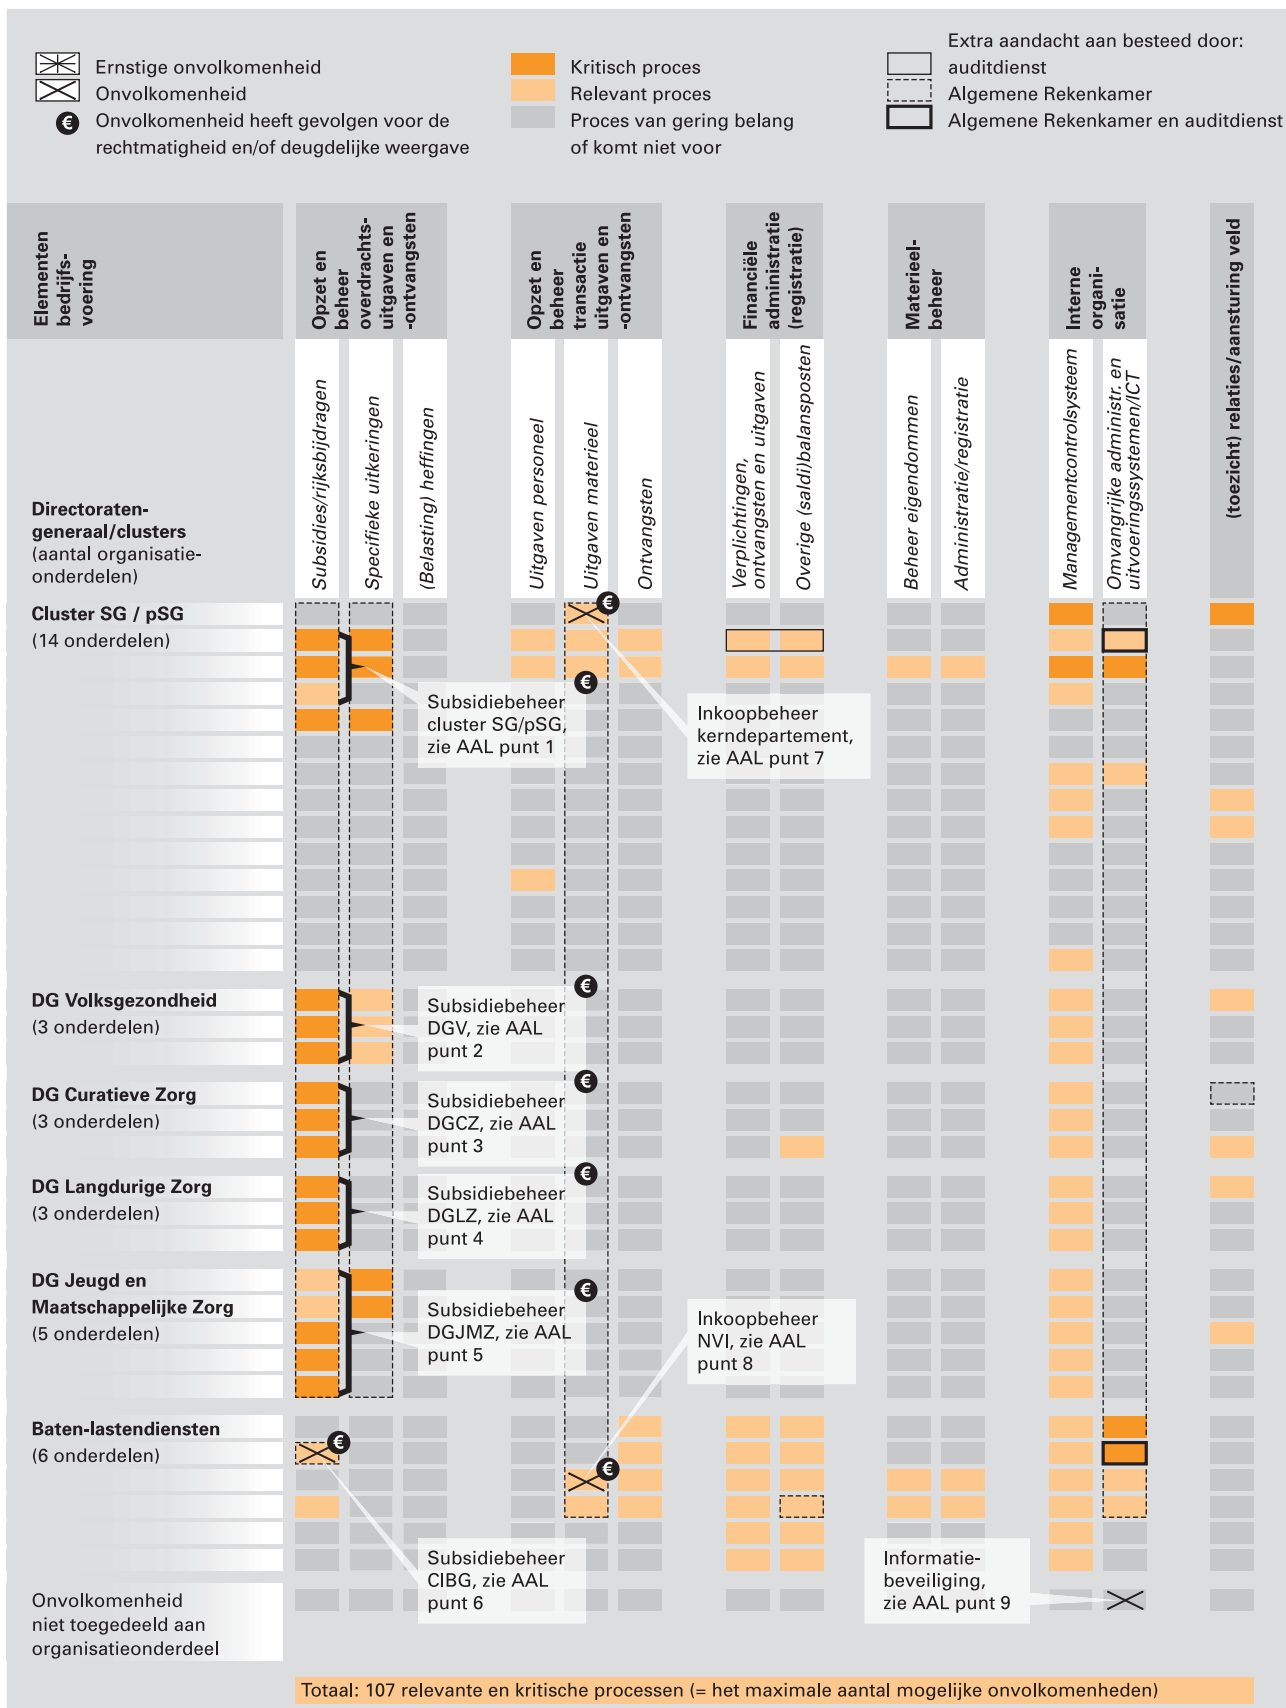 Ernstige onvolkomenheid
Onvolkomenheid
€ Onvolkomenheid heeft gevolgen voor de
rechtmatigheid en/of deugdelijke weergave
Kritisch proces
Relevant proces
Proces van gering belang
of komt niet voor
Extra aandacht aan besteed door:
auditdienst
Algemene Rekenkamer
Algemene Rekenkamer en auditdienst
Elementen
bedrijfs-
voering
Opzet en
beheer
overdrachts-
uitgaven en
-ontvangsten
Opzet en
beheer
transactie
uitgaven en
-ontvangsten
Financiële
administratie
(registratie)
Materieel-
beheer
Interne
organi-
satie
(toezicht) relaties/aansturing veld
Subsidies/rijksbijdragen
Specifieke uitkeringen
(Belasting) heffingen
Uitgaven personeel
Uitgaven materieel
Ontvangsten
Verplichtingen,
ontvangsten en uitgaven
Overige (saldi)balansposten
Beheer eigendommen
Administratie/registratie
Managementcontrolsysteem
Omvangrijke administr. en
uitvoeringssystemen/ICT
Directoraten-
generaal/clusters
(aantal organisatie-
onderdelen)
Cluster SG / pSG
(14 onderdelen)
€
€
Subsidiebeheer
cluster SG/pSG,
zie AAL punt 1
Inkoopbeheer
kerndepartement,
zie AAL punt 7
DG Volksgezondheid
(3 onderdelen)
€
Subsidiebeheer
DGV, zie AAL
punt 2
DG Curatieve Zorg
(3 onderdelen)
€
Subsidiebeheer
DGCZ, zie AAL
punt 3
DG Langdurige Zorg
(3 onderdelen)
€
Subsidiebeheer
DGLZ, zie AAL
punt 4
DG Jeugd en
Maatschappelijke Zorg
(5 onderdelen)
€
Subsidiebeheer
DGJMZ, zie AAL
punt 5
Inkoopbeheer
NVI, zie AAL
punt 8
Baten-lastendiensten
(6 onderdelen)
€
€
Subsidiebeheer
CIBG, zie AAL
punt 6
Informatie-
beveiliging,
zie AAL punt 9
Onvolkomenheid
niet toegedeeld aan
organisatieonderdeel
Totaal: 107 relevante en kritische processen (= het maximale aantal mogelijke onvolkomenheden)